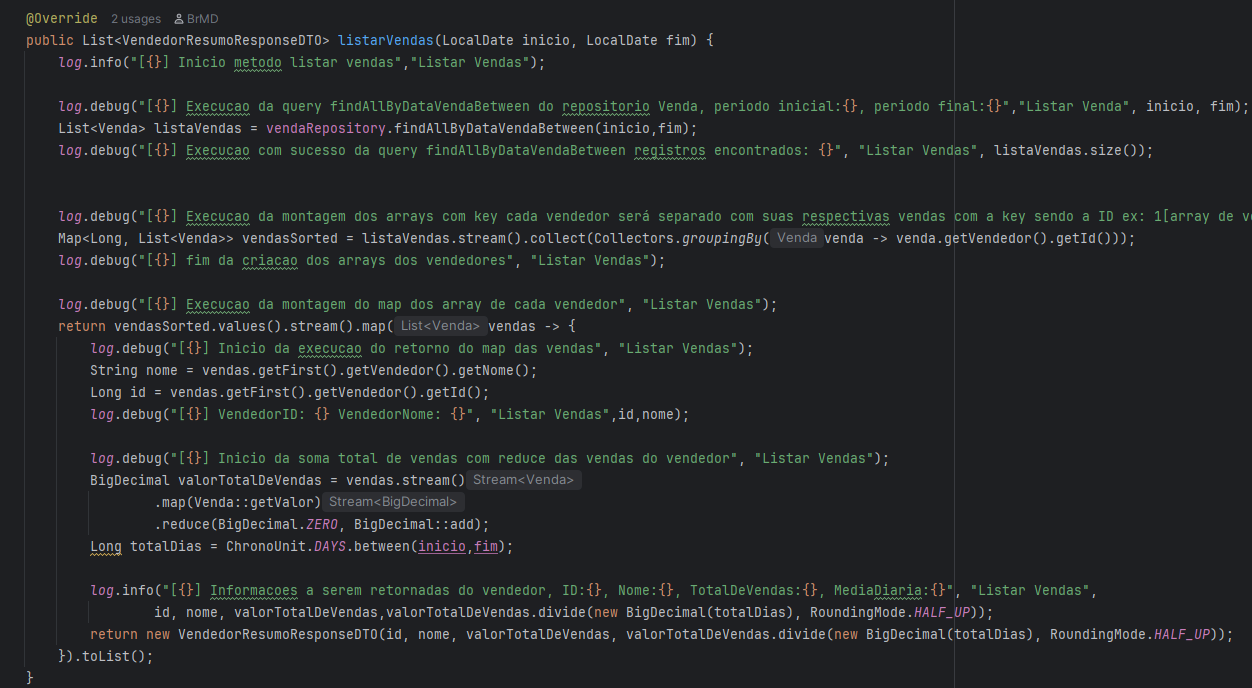 @Override 2 usages BrMD
public List<VendedorResumoResponseDTO> listarVendas(LocalDate inicio, LocalDate fim) {
log.info("[{}] Inicio metodo listar vendas","Listar Vendas");
log.debug("[{}] Execucao da query findAllByDataVendaBetween do repositorio Venda, periodo inicial:{}, periodo final:{}","Listar Venda", inicio, fim);
List<Venda> listaVendas = vendaRepository.findAllByDataVendaBetween(inicio,fim);
log.debug("[{}] Execucao com sucesso da query findAllByDataVendaBetween registros encontrados: {}", "Listar Vendas", listaVendas.size());
log.debug("[{}] Execucao da montagem dos arrays com key cada vendedor será separado com suas respectivas vendas com a key sendo a ID ex: 1[array de
Map<Long, List<Venda>> vendasSorted = listaVendas.stream().collect(Collectors.groupingBy( Venda venda -> venda.getVendedor().getId()));
log.debug("[{}] fim da criacao dos arrays dos vendedores", "Listar Vendas");
log.debug("[{}] Execucao da montagem do map dos array de cada vendedor", "Listar Vendas");
return vendasSorted.values().stream().map( List<Venda> vendas -> {
log.debug("[{}] Inicio da execucao do retorno do map das vendas", "Listar Vendas");
String nome = vendas.getFirst().getVendedor().getNome();
Long id = vendas.getFirst().getVendedor().getId();
log.debug("[{}] VendedorID: {} VendedorNome: {}", "Listar Vendas",id,nome);
log.debug("[{}] Inicio da soma total de vendas com reduce das vendas do vendedor", "Listar Vendas");
BigDecimal valorTotalDeVendas = vendas.stream() Stream<Venda>
.map(Venda::getValor) Stream<BigDecimal>
.reduce(BigDecimal.ZERO, BigDecimal::add);
Long totalDias = ChronoUnit.DAYS.between(inicio,fim);
log.info("[{}] Informacoes a serem retornadas do vendedor, ID:{}, Nome:{}, TotalDeVendas:{}, MediaDiaria:{}", "Listar Vendas",
id, nome, valorTotalDeVendas,valorTotalDeVendas.divide(new BigDecimal(totalDias), RoundingMode.HALF_UP));
return new VendedorResumoResponseDTO(id, nome, valorTotalDeVendas, valorTotalDeVendas.divide(new BigDecimal(totalDias), RoundingMode.HALF_UP));
}).toList();
}